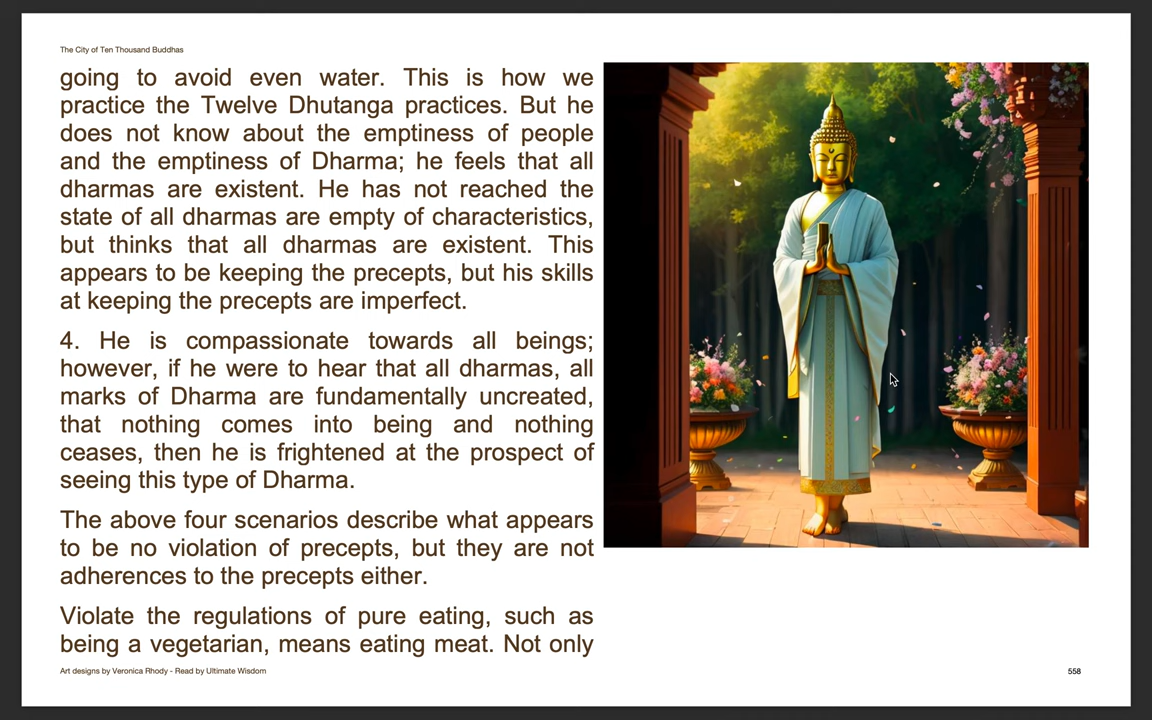 The City of Ten Thousand Buddhas
going to avoid even water. This is how we
practice the Twelve Dhutanga practices. But he
does not know about the emptiness of people
and the emptiness of Dharma; he feels that all
dharmas are existent. He has not reached the
state of all dharmas are empty of characteristics,
but thinks that all dharmas are existent. This
appears to be keeping the precepts, but his skills
at keeping the precepts are imperfect.
4. He is compassionate towards all beings;
however, if he were to hear that all dharmas, all
marks of Dharma are fundamentally uncreated,
that nothing comes into being and nothing
ceases, then he is frightened at the prospect of
seeing this type of Dharma.
The above four scenarios describe what appears
to be no violation of precepts, but they are not
adherences to the precepts either.
Violate the regulations of pure eating, such as
being a vegetarian, means eating meat. Not only
Art designs by Veronica Rhody - Read by Ultimate Wisdom
558